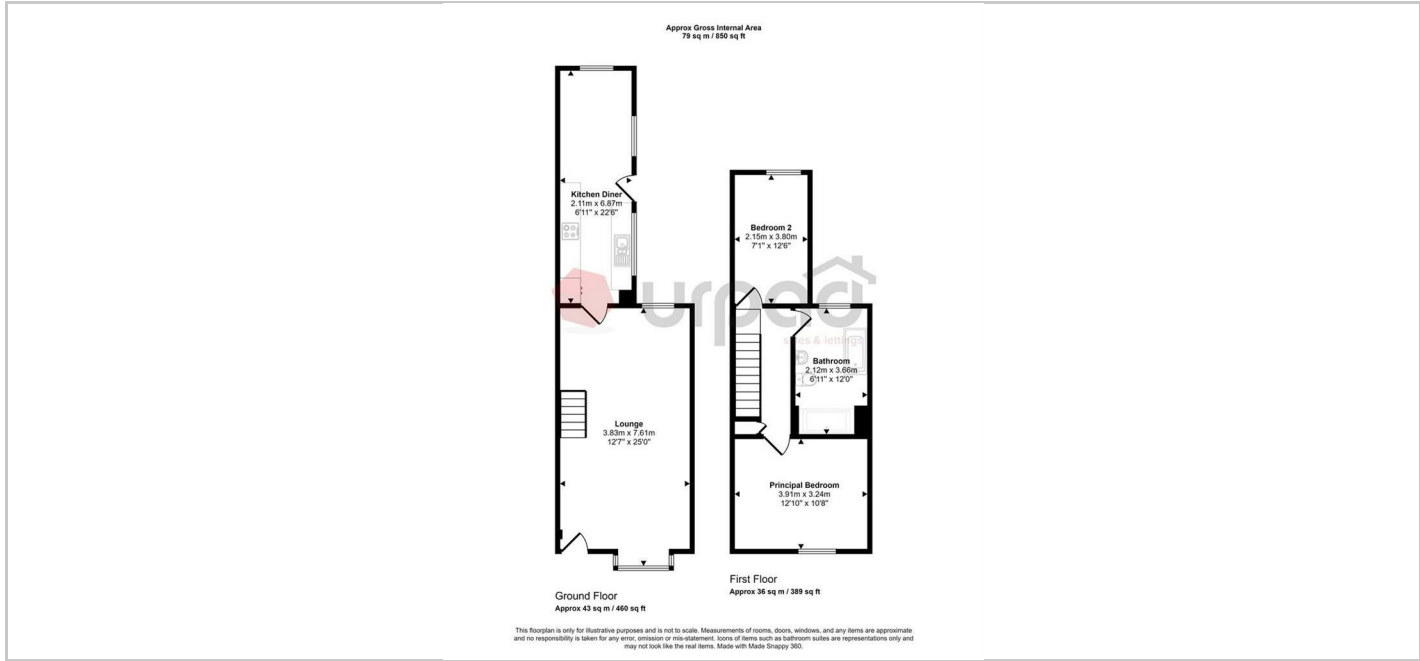 Approx Gross Internal Area
79 sq m / 850 sq ft
Kitchen Diner
2.11m x 6.87m
6'11" x 22'6"
Bedroom 2
2.15m x 3.80m
7'1" x 12'6"
urpad
sales & lettings
Bathroom
2.12m x 3.66m
6'11" x 12'0"
Lounge
3.83m x 7.61m
12'7" x 25'0"
Principal Bedroom
3.91m x 3.24m
12'10" x 10'8"
First Floor
Approx 36 sq m / 389 sq ft
Ground Floor
Approx 43 sq m / 460 sq ft
This floorplan is only for illustrative purposes and is not to scale. Measurements of rooms, doors, windows, and any items are approximate
and no responsibility is taken for any error, omission or mis-statement. Icons of items such as bathroom suites are representations only and
may not look like the real items. Made with Made Snappy 360.